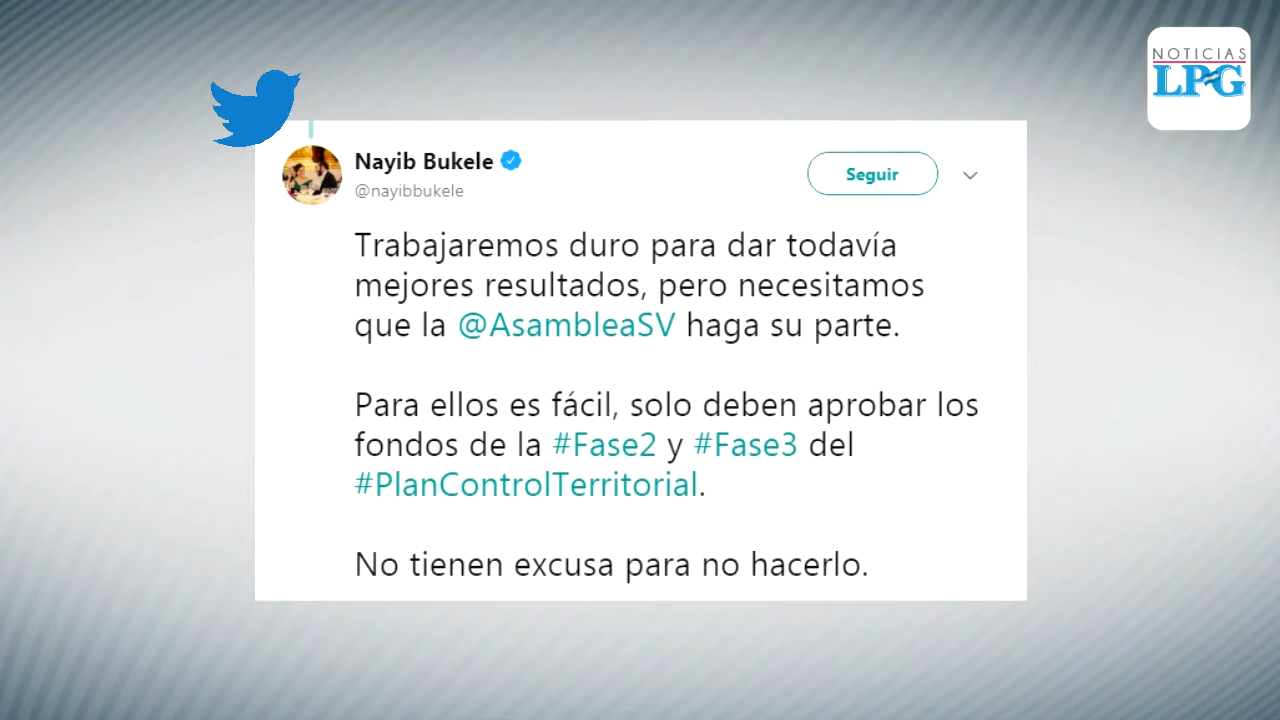 NOTICIAS
LPG
Nayib Bukele
@nayibbukele
Seguir
Trabajaremos duro para dar todavía
mejores resultados, pero necesitamos
que la @AsambleaSV haga su parte.
Para ellos es fácil, solo deben aprobar los
fondos de la #Fase2 y #Fase3 del
#PlanControlTerritorial.
No tienen excusa para no hacerlo.